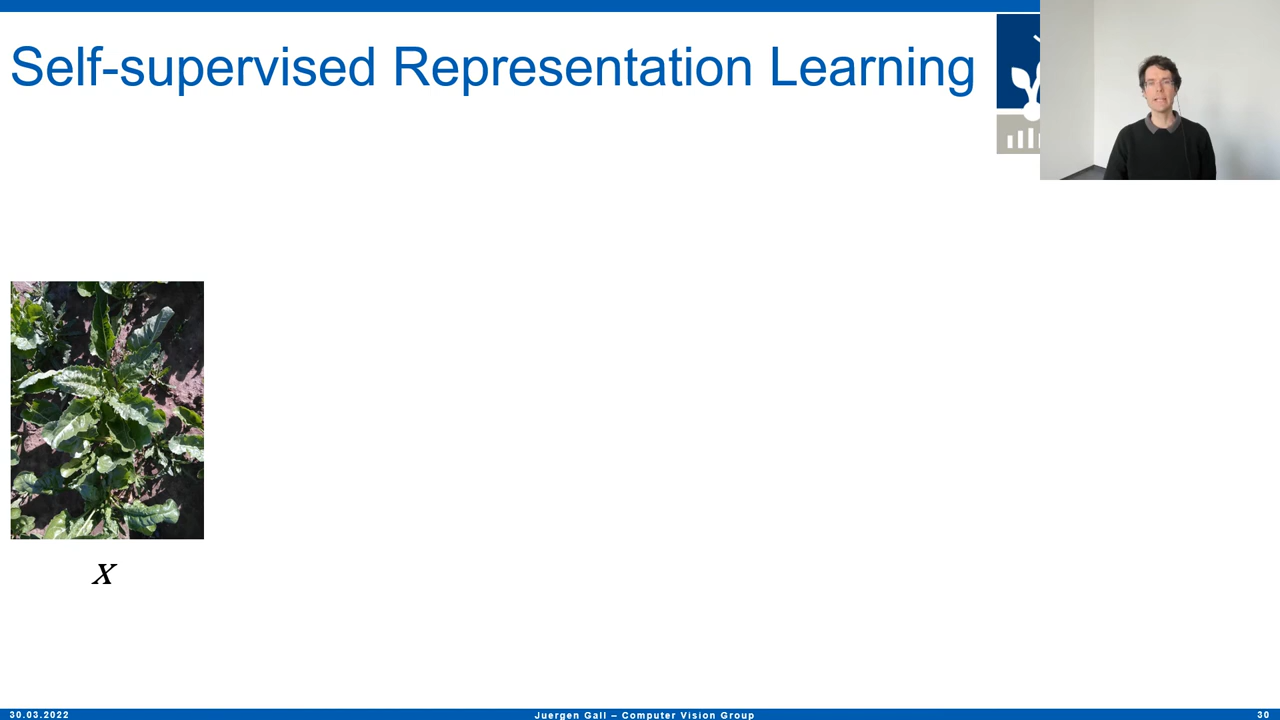 Self-supervised Representation Learning
x
30.03.2022
Juergen Gall – Computer Vision Group
30